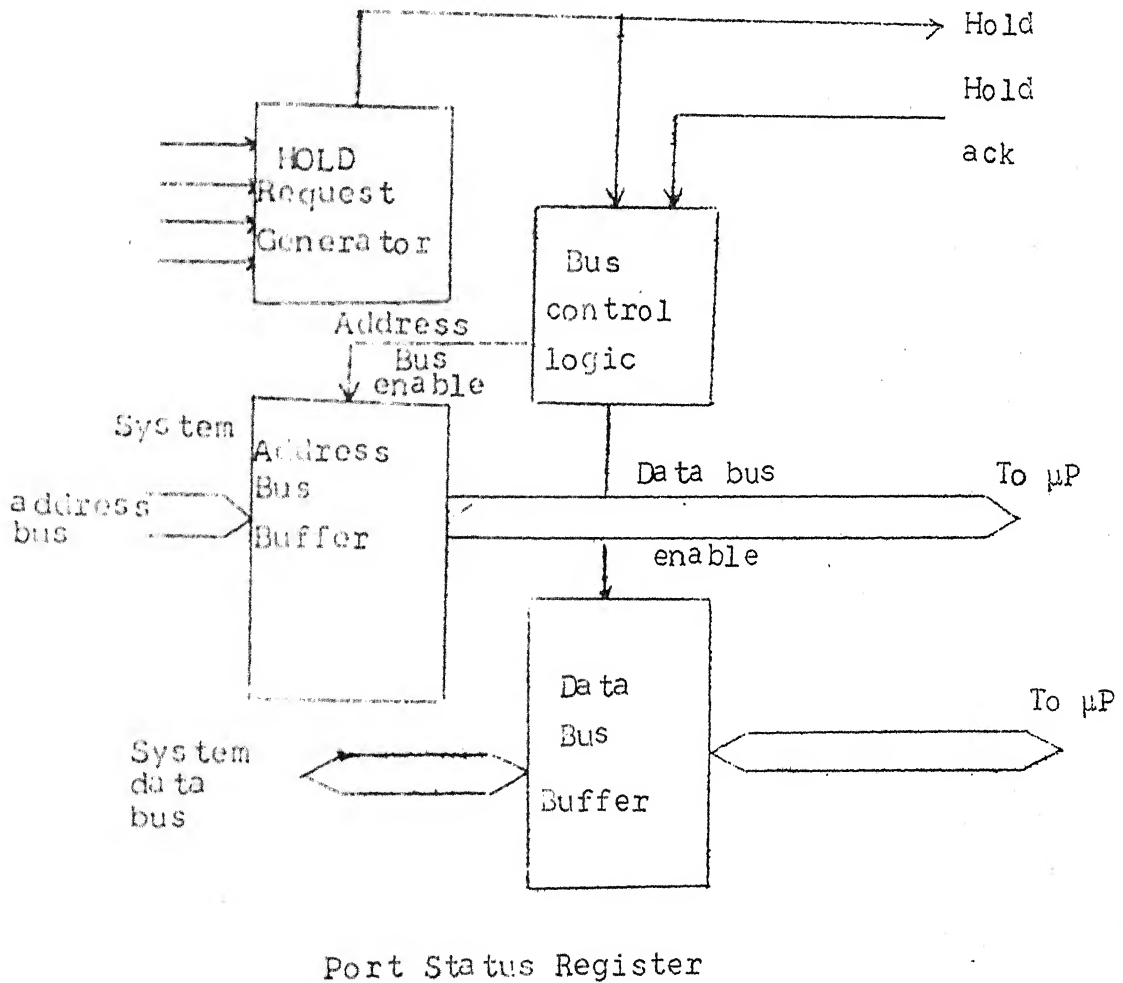 Hold
Hold
ack
HOLD
Request
Generator
Bus
control
logic
Address
Bus
enable
System
address
bus
Address
Bus
Buffer
Data bus
enable
To μP
Data
Bus
Buffer
To μP
System
data
bus
Port Status Register